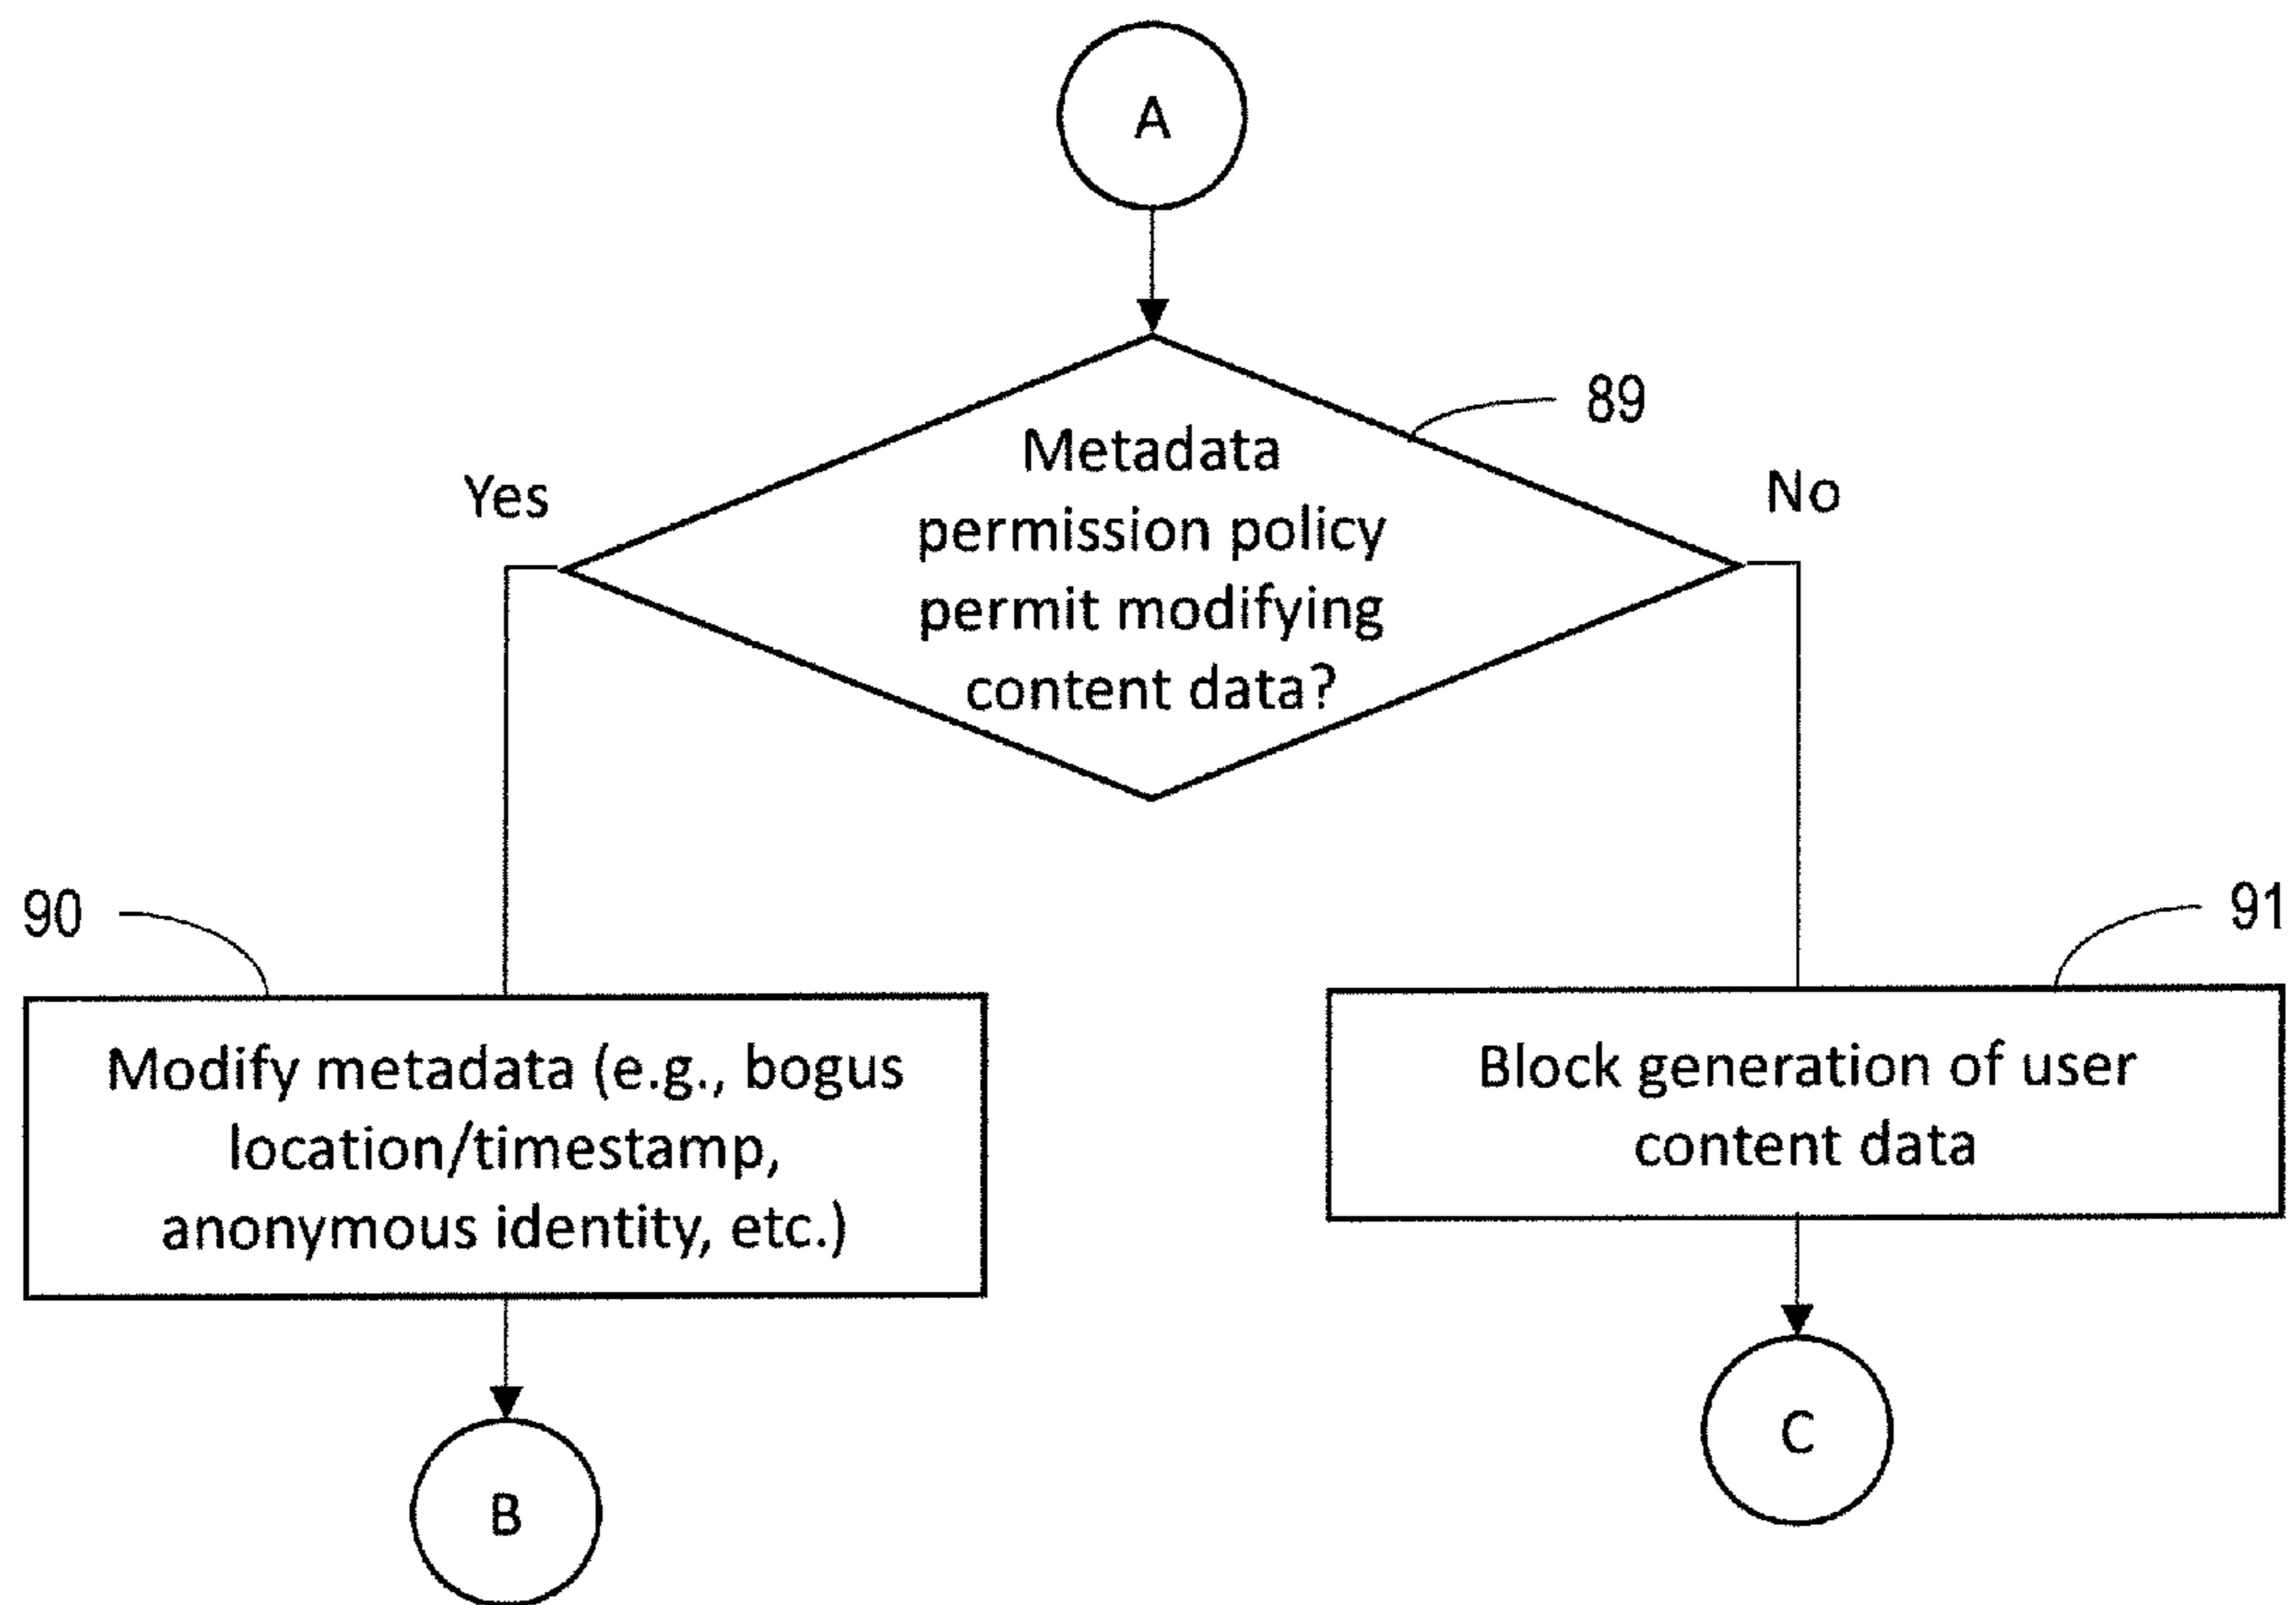 A
89
Metadata
permission policy
permit modifying
content data?
Yes
No
90
91
Modify metadata (e.g., bogus
location/timestamp,
anonymous identity, etc.)
Block generation of user
content data
C
B